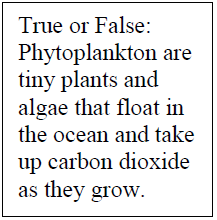 True or False:
Phytoplankton are
tiny plants and
algae that float in
the ocean and take
up carbon dioxide
as they grow.